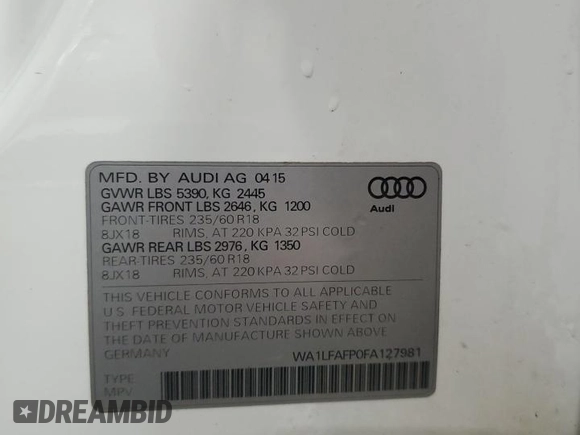 MFD. BY AUDI AG 04 15
GVWR LBS 5390, KG 2445
GAWR FRONT LBS 2646, KG 1200
FRONT-TIRES 235/60 R18
8JX18 RIMS, AT 220 KPA 32 PSI COLD
GAWR REAR LBS 2976, KG 1350
REAR-TIRES 235/60 R18
8JX18 RIMS, AT 220 KPA 32 PSI COLD
Audi
THIS VEHICLE CONFORMS TO ALL APPLICABLE
U.S. FEDERAL MOTOR VEHICLE SAFETY AND
THEFT PREVENTION STANDARDS IN EFFECT ON
THE DATE OF MANUFACTURE SHOWN ABOVE.
GERMANY WA1LFAFP0FA127981
TYPE
MPV
DREAMBID